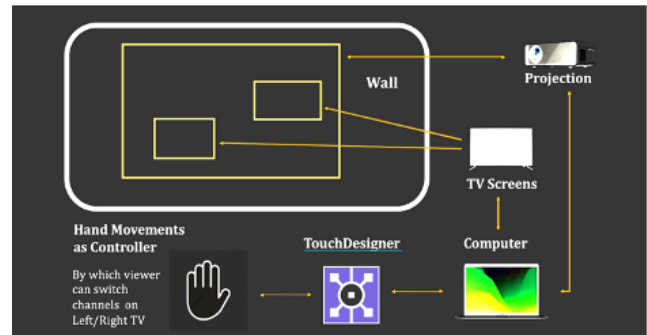 Wall
Projection
TV Screens
Hand Movements
as Controller
By which viewer
can switch
channels on
Left/Right TV
TouchDesigner
Computer